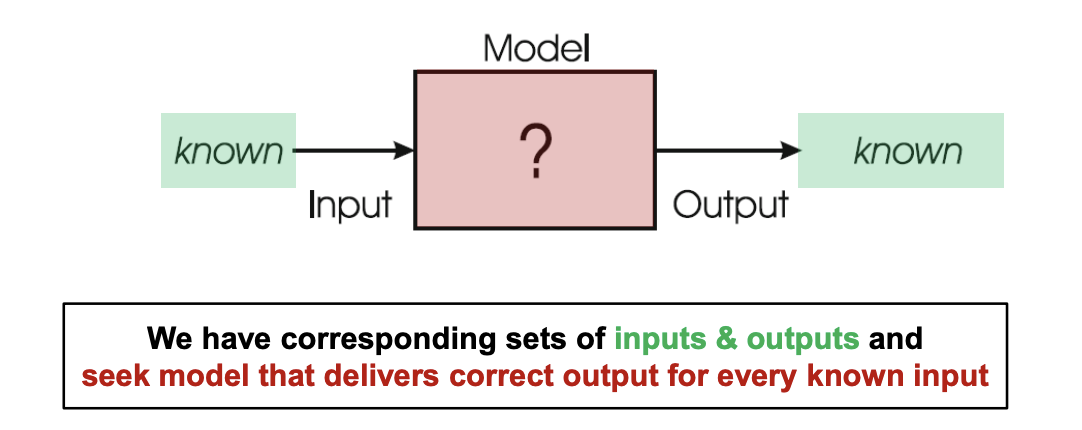 Model
known
?
known
Input
Output
We have corresponding sets of inputs & outputs and
seek model that delivers correct output for every known input